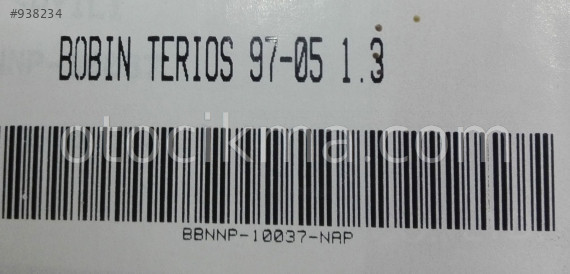 #938234
BOBIN TERIOS 97-05 1.3
otocikma.com
BBNNP-10037-NAP